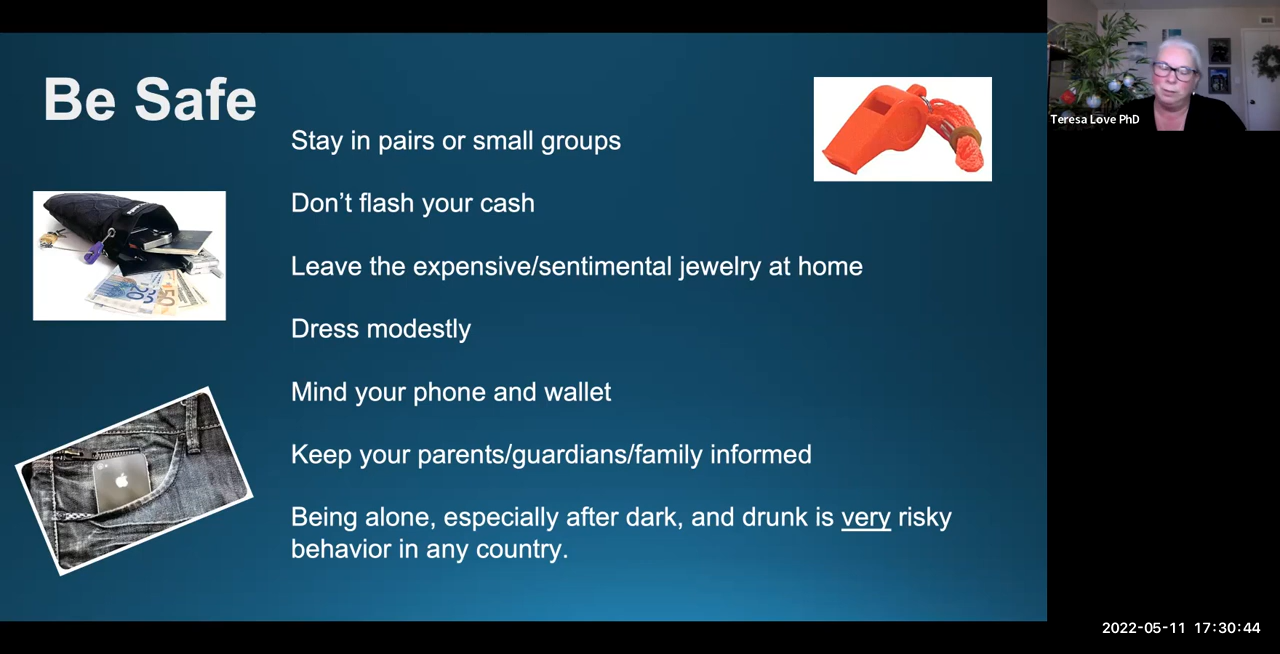 Be Safe
Stay in pairs or small groups
Don’t flash your cash
Leave the expensive/sentimental jewelry at home
Dress modestly
Mind your phone and wallet
Keep your parents/guardians/family informed
Being alone, especially after dark, and drunk is very risky
behavior in any country.
Teresa Love PhD
20
50
2022-05-11 17:30:44